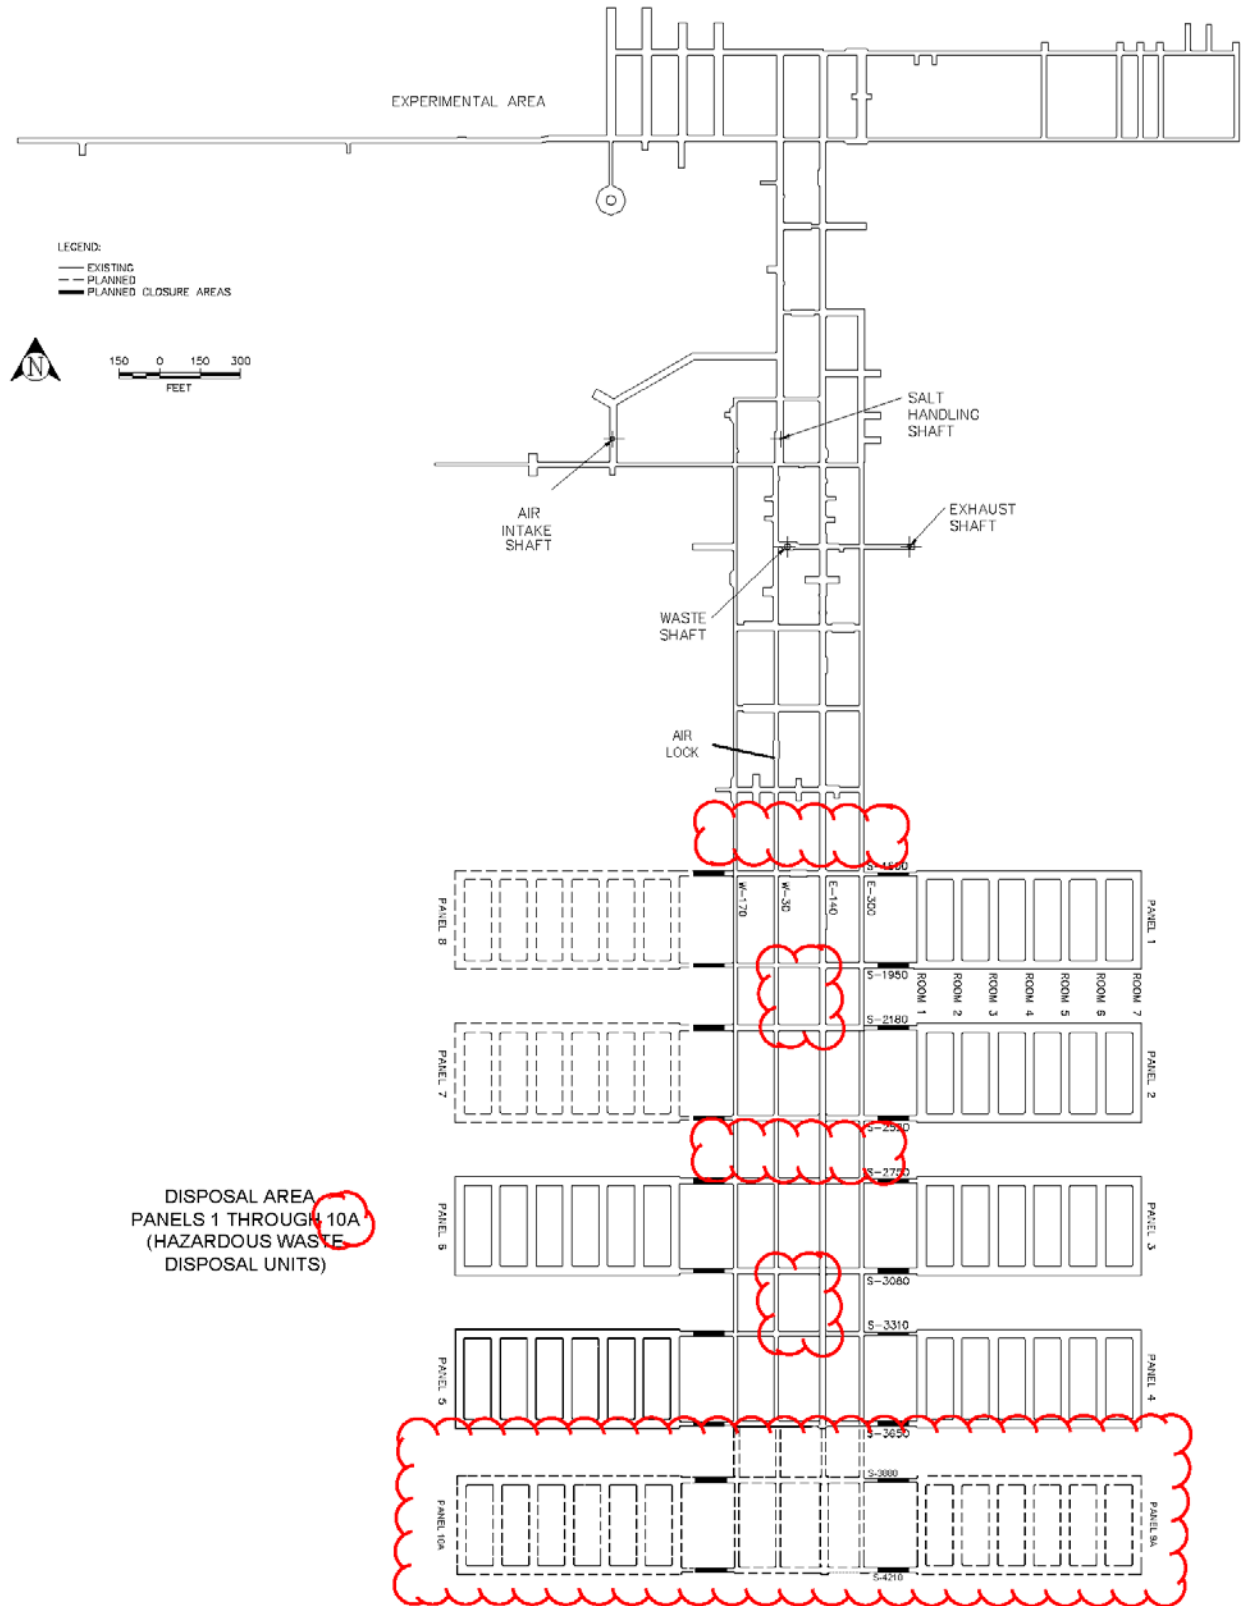 EXPERIMENTAL AREA
LEGEND:
EXISTING
PLANNED
PLANNED CLOSURE AREAS
N
150 0 150 300
FEET
SALT
HANDLING
SHAFT
AIR
INTAKE
SHAFT
EXHAUST
SHAFT
WASTE
SHAFT
AIR
LOCK
W-170
W-30
E-140
E-300
PANEL 8
PANEL 1
S-1950
ROOM 1
ROOM 2
ROOM 3
ROOM 4
ROOM 5
ROOM 6
ROOM 7
S-2180
PANEL 7
PANEL 2
S-2520
S-2750
DISPOSAL AREA
PANELS 1 THROUGH 10A
(HAZARDOUS WASTE
DISPOSAL UNITS)
PANEL 6
PANEL 3
S-3080
S-3310
PANEL 5
PANEL 4
S-3650
S-3880
PANEL 10A
PANEL 9A
S-4210